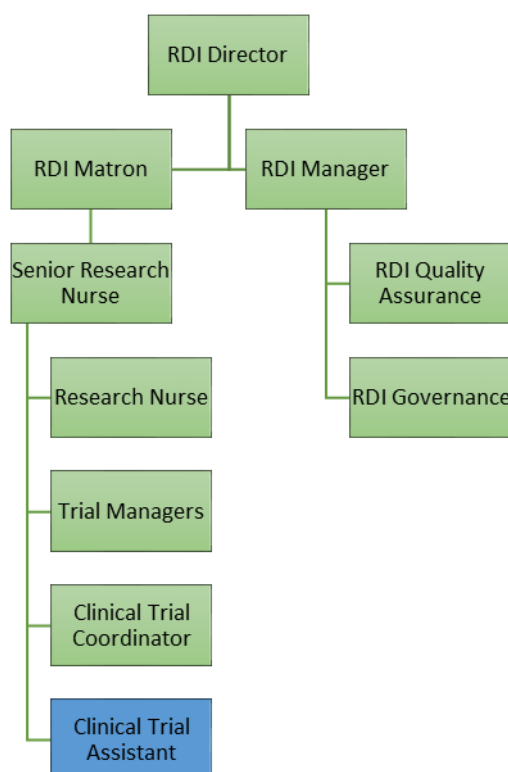 RDI Director
RDI Matron
RDI Manager
Senior Research
Nurse
RDI Quality
Assurance
Research Nurse
RDI Governance
Trial Managers
Clinical Trial
Coordinator
Clinical Trial
Assistant